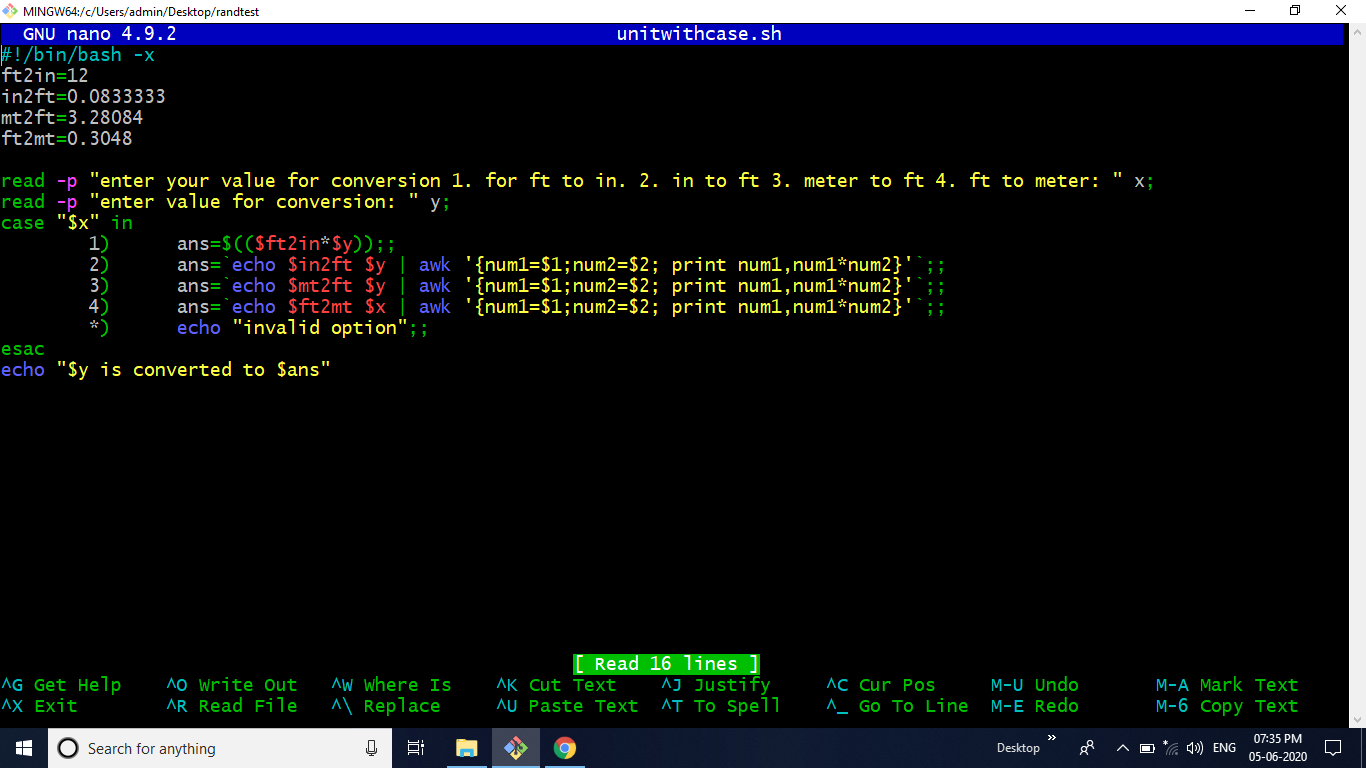 MINGW64:/c/Users/admin/Desktop/randtest
GNU nano 4.9.2 unitwithcase.sh
#!/bin/bash -x
ft2in=12
in2ft=0.0833333
mt2ft=3.28084
ft2mt=0.3048
read -p "enter your value for conversion 1. for ft to in. 2. in to ft 3. meter to ft 4. ft to meter: " x;
read -p "enter value for conversion: " y;
case "$x" in
1) ans=$(($ft2in*$y));;
2) ans=`echo $in2ft $y | awk '{num1=$1;num2=$2; print num1,num1*num2}'`;;
3) ans=`echo $mt2ft $y | awk '{num1=$1;num2=$2; print num1,num1*num2}'`;;
4) ans=`echo $ft2mt $x | awk '{num1=$1;num2=$2; print num1,num1*num2}'`;;
*) echo "invalid option";;
esac
echo "$y is converted to $ans"
[ Read 16 lines ]
^G Get Help ^O Write Out ^W Where Is ^K Cut Text ^J Justify ^C Cur Pos M-U Undo M-A Mark Text
^X Exit ^R Read File ^\ Replace ^U Paste Text ^T To Spell ^_ Go To Line M-E Redo M-6 Copy Text
Search for anything Desktop » ENG 07:35 PM
05-06-2020